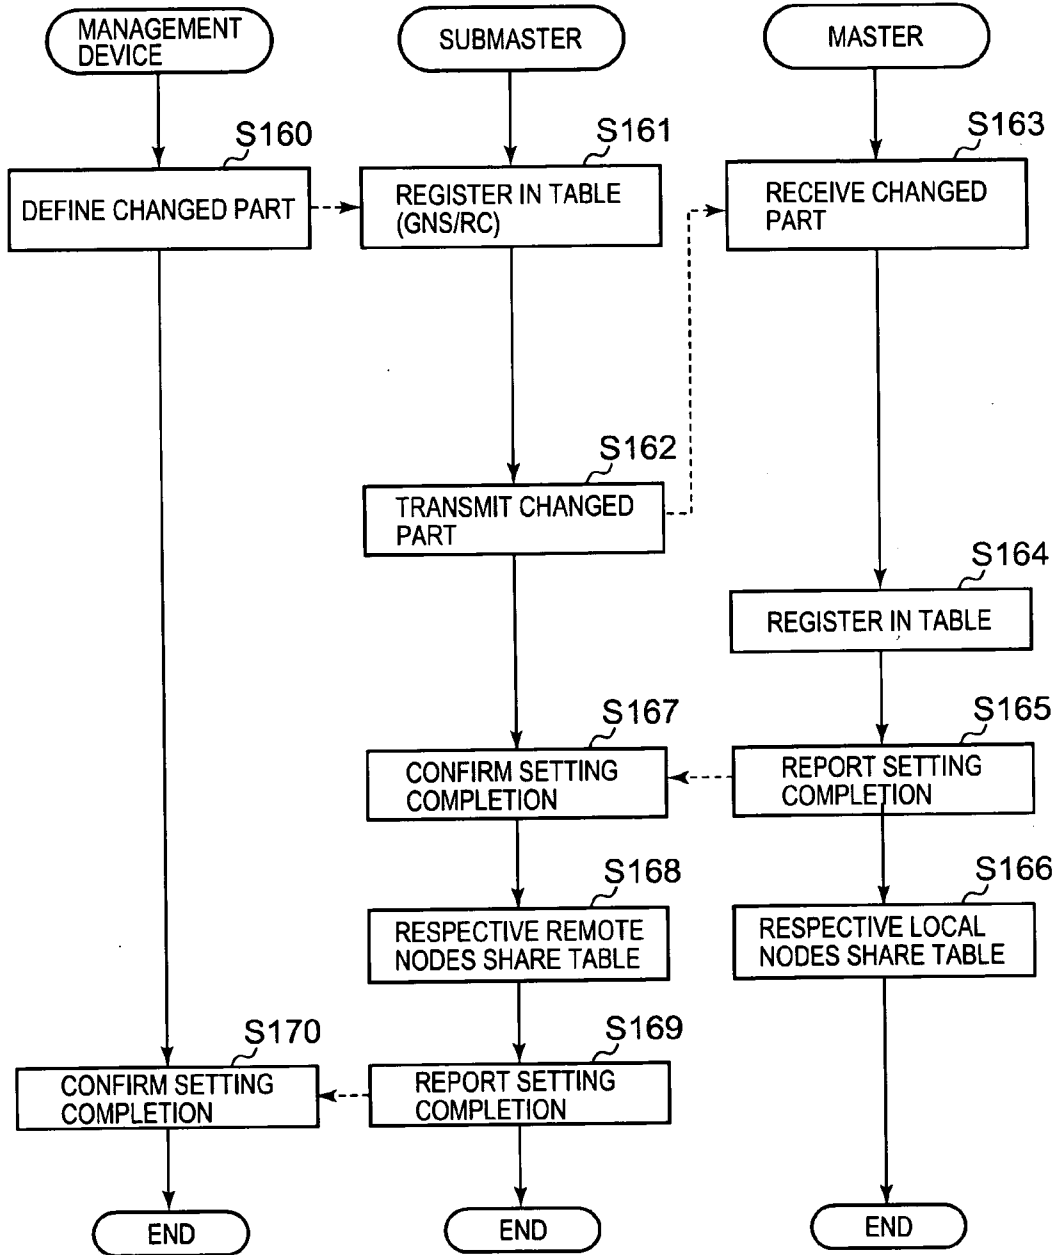 MANAGEMENT
DEVICE
SUBMASTER
MASTER
S160
S161
S163
DEFINE CHANGED PART
REGISTER IN TABLE
(GNS/RC)
RECEIVE CHANGED
PART
S162
TRANSMIT CHANGED
PART
S164
REGISTER IN TABLE
S167
S165
CONFIRM SETTING
COMPLETION
REPORT SETTING
COMPLETION
S168
S166
RESPECTIVE REMOTE
NODES SHARE TABLE
RESPECTIVE LOCAL
NODES SHARE TABLE
S170
S169
CONFIRM SETTING
COMPLETION
REPORT SETTING
COMPLETION
END
END
END